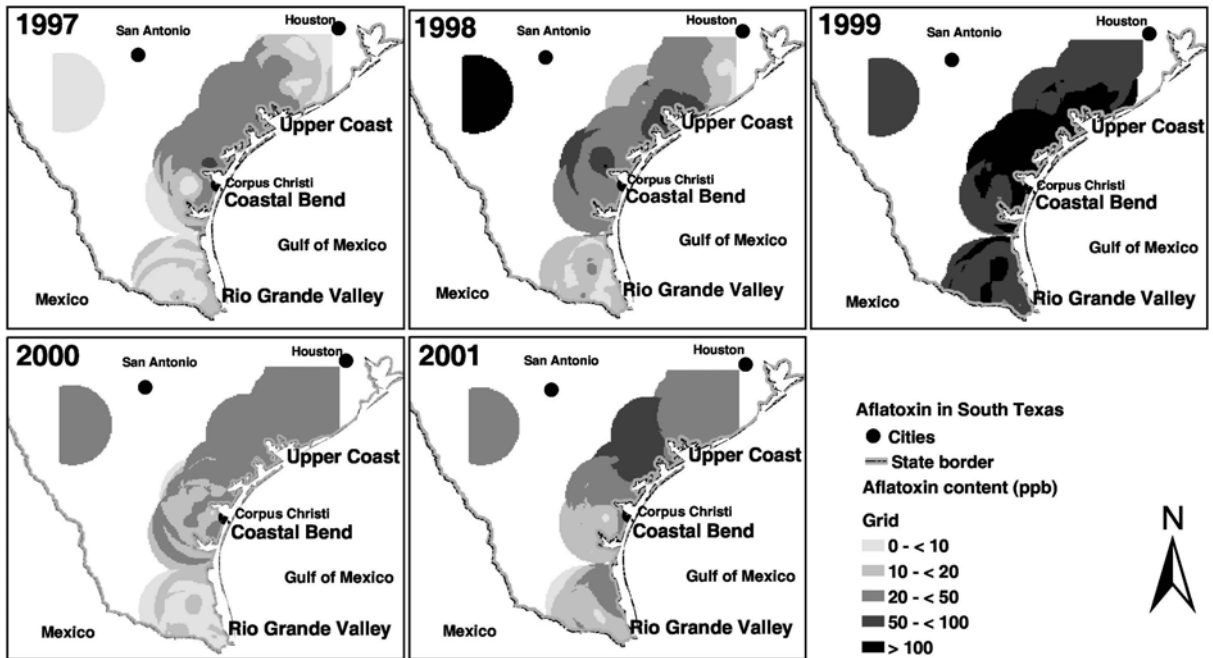 1997
San Antonio
Houston
Upper Coast
Corpus Christi
Coastal Bend
Gulf of Mexico
Mexico
Rio Grande Valley
1998
San Antonio
Houston
Upper Coast
Corpus Christi
Coastal Bend
Gulf of Mexico
Mexico
Rio Grande Valley
1999
San Antonio
Houston
Upper Coast
Corpus Christi
Coastal Bend
Gulf of Mexico
Mexico
Rio Grande Valley
2000
San Antonio
Houston
Upper Coast
Corpus Christi
Coastal Bend
Gulf of Mexico
Mexico
Rio Grande Valley
2001
San Antonio
Houston
Upper Coast
Corpus Christi
Coastal Bend
Gulf of Mexico
Mexico
Rio Grande Valley
Aflatoxin in South Texas
Cities
State border
Aflatoxin content (ppb)
Grid
0 - < 10
10 - < 20
20 - < 50
50 - < 100
> 100
N